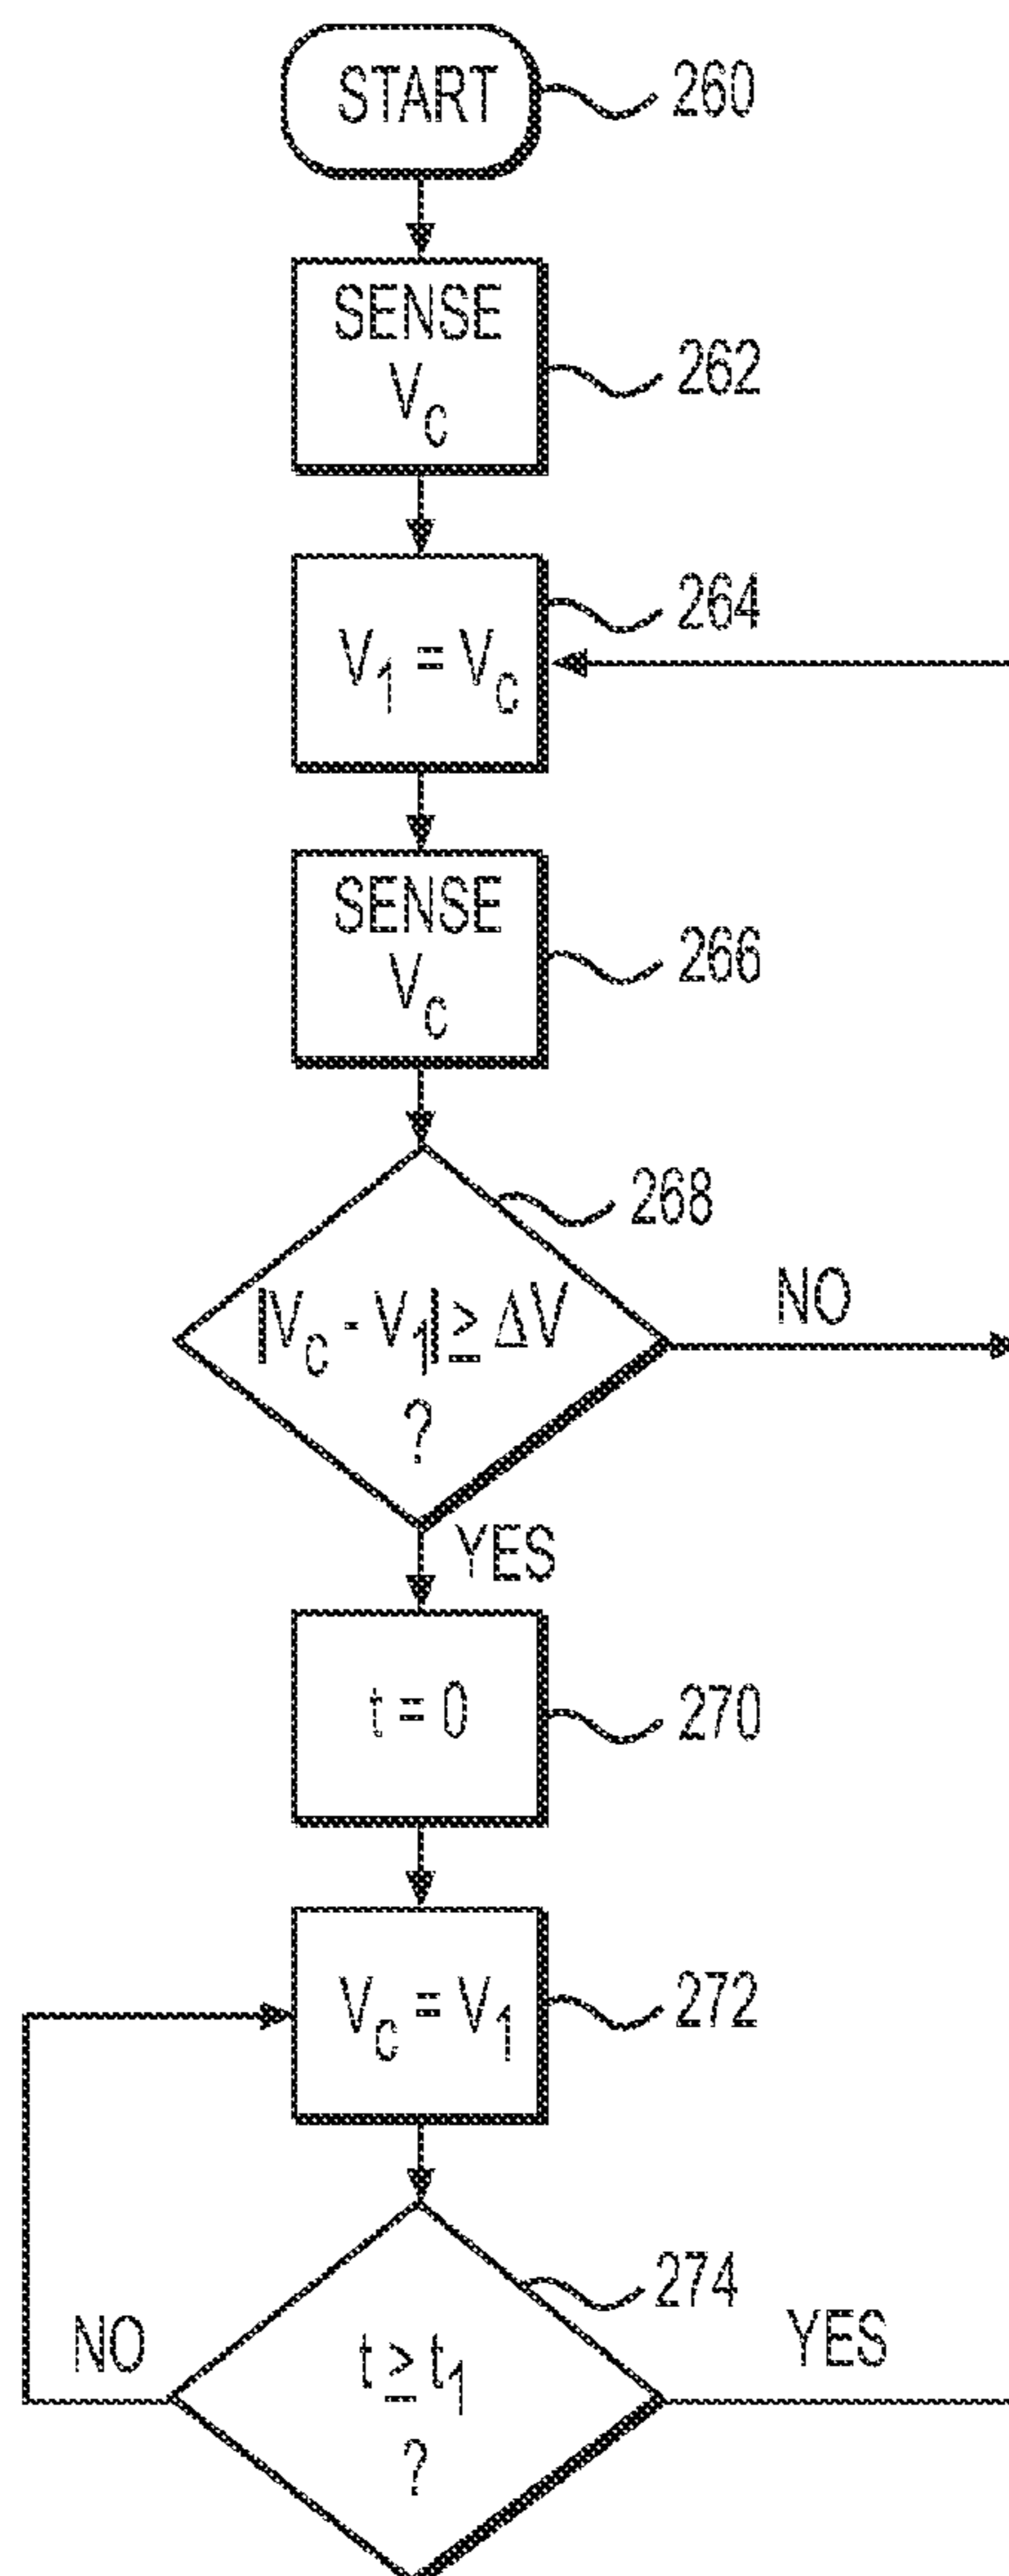 START
260
SENSE
V_C
262
264
V_1 = V_C
SENSE
V_C
266
268
|V_C - V_1| ≥ ΔV
?
NO
YES
t = 0
270
V_C = V_1
272
274
NO
t ≥ t_1
?
YES